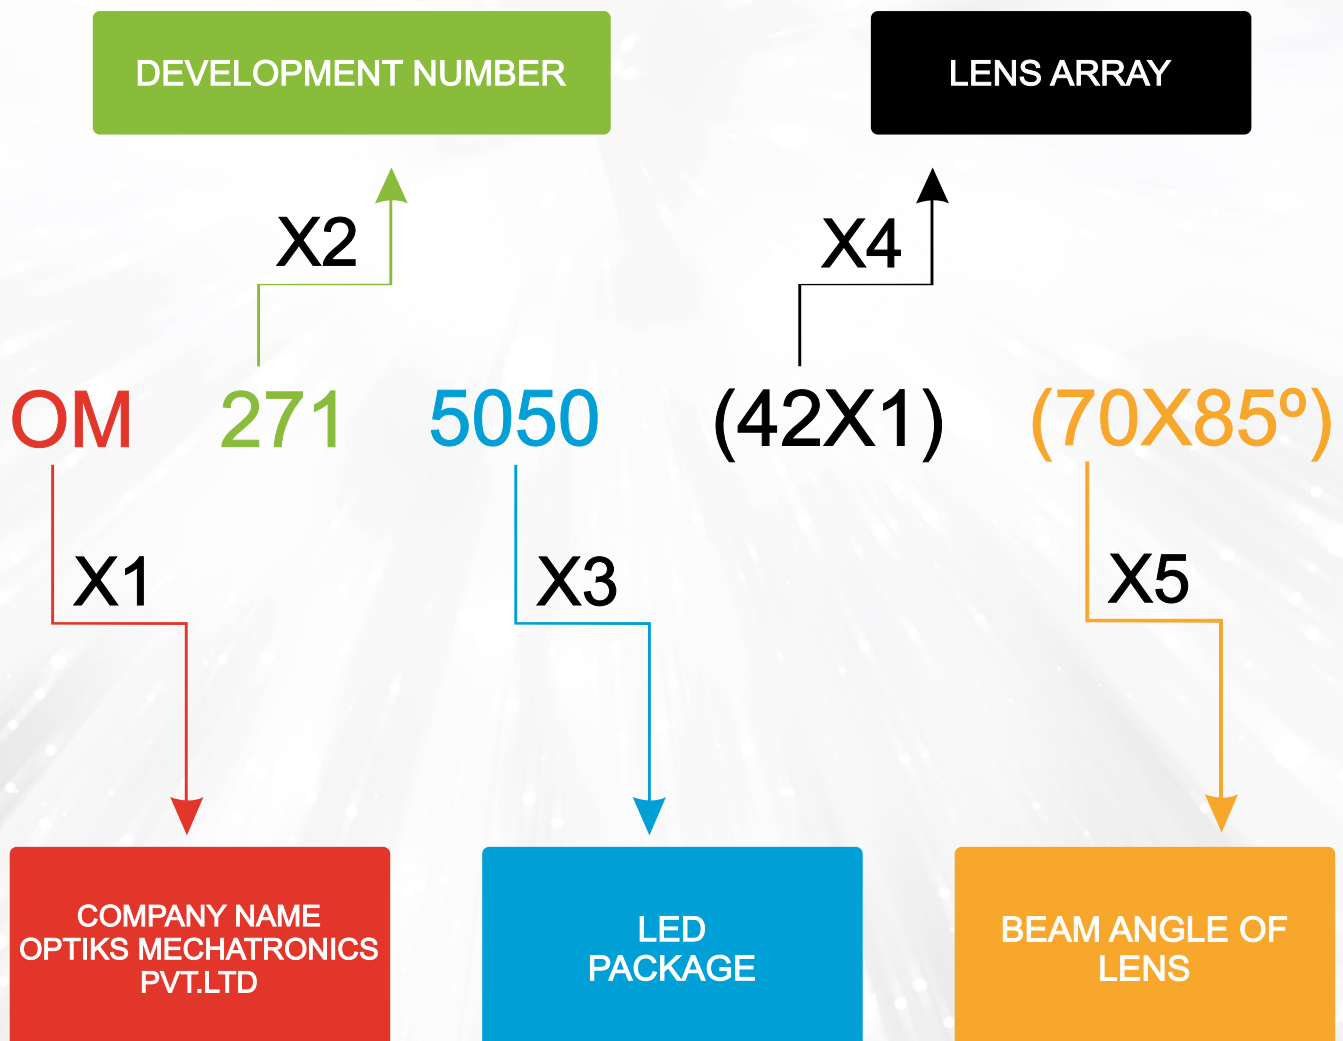 DEVELOPMENT NUMBER
LENS ARRAY
X2
X4
OM 271 5050 (42X1) (70X85º)
X1
X3
X5
COMPANY NAME
OPTIKS MECHATRONICS
PVT.LTD
LED
PACKAGE
BEAM ANGLE OF
LENS